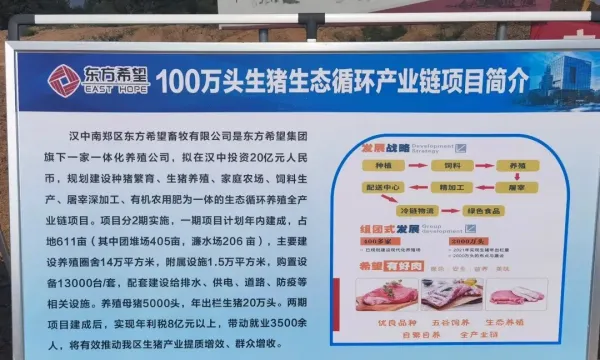 东方希望
EAST HOPE
100万头生猪生态循环产业链项目简介
汉中南郑区东方希望畜牧有限公司是东方希望集团
旗下一家一体化养殖公司，拟在汉中投资20亿元人民
币，规划建设种猪繁育、生猪养殖、家庭农场、饲料生
产、屠宰深加工、有机农用肥为一体的生态循环养殖全产
业链项目。项目分2期实施，一期项目计划年内建成，占
地611亩（其中团堆场405亩，濂水场206亩），主要建
设养殖圈舍14万平方米，附属设施1.5万平方米，购置设
备13000台/套，配套建设给排水、供电、道路、防疫等
相关设施。养殖母猪5000头，年出栏生猪20万头。两期
项目建成后，实现年利税8亿元以上，带动就业3500余
人，将有效推动我区生猪产业提质增效、群众增收。
发展战略 Development Strategy
种植 饲料 养殖
配送中心 精加工 屠宰
冷链物流 绿色食品
组团式发展 Group development
400多家 3000万头
希望有好肉
优良品种 五谷饲养 生态养殖
自繁自养 全产业链